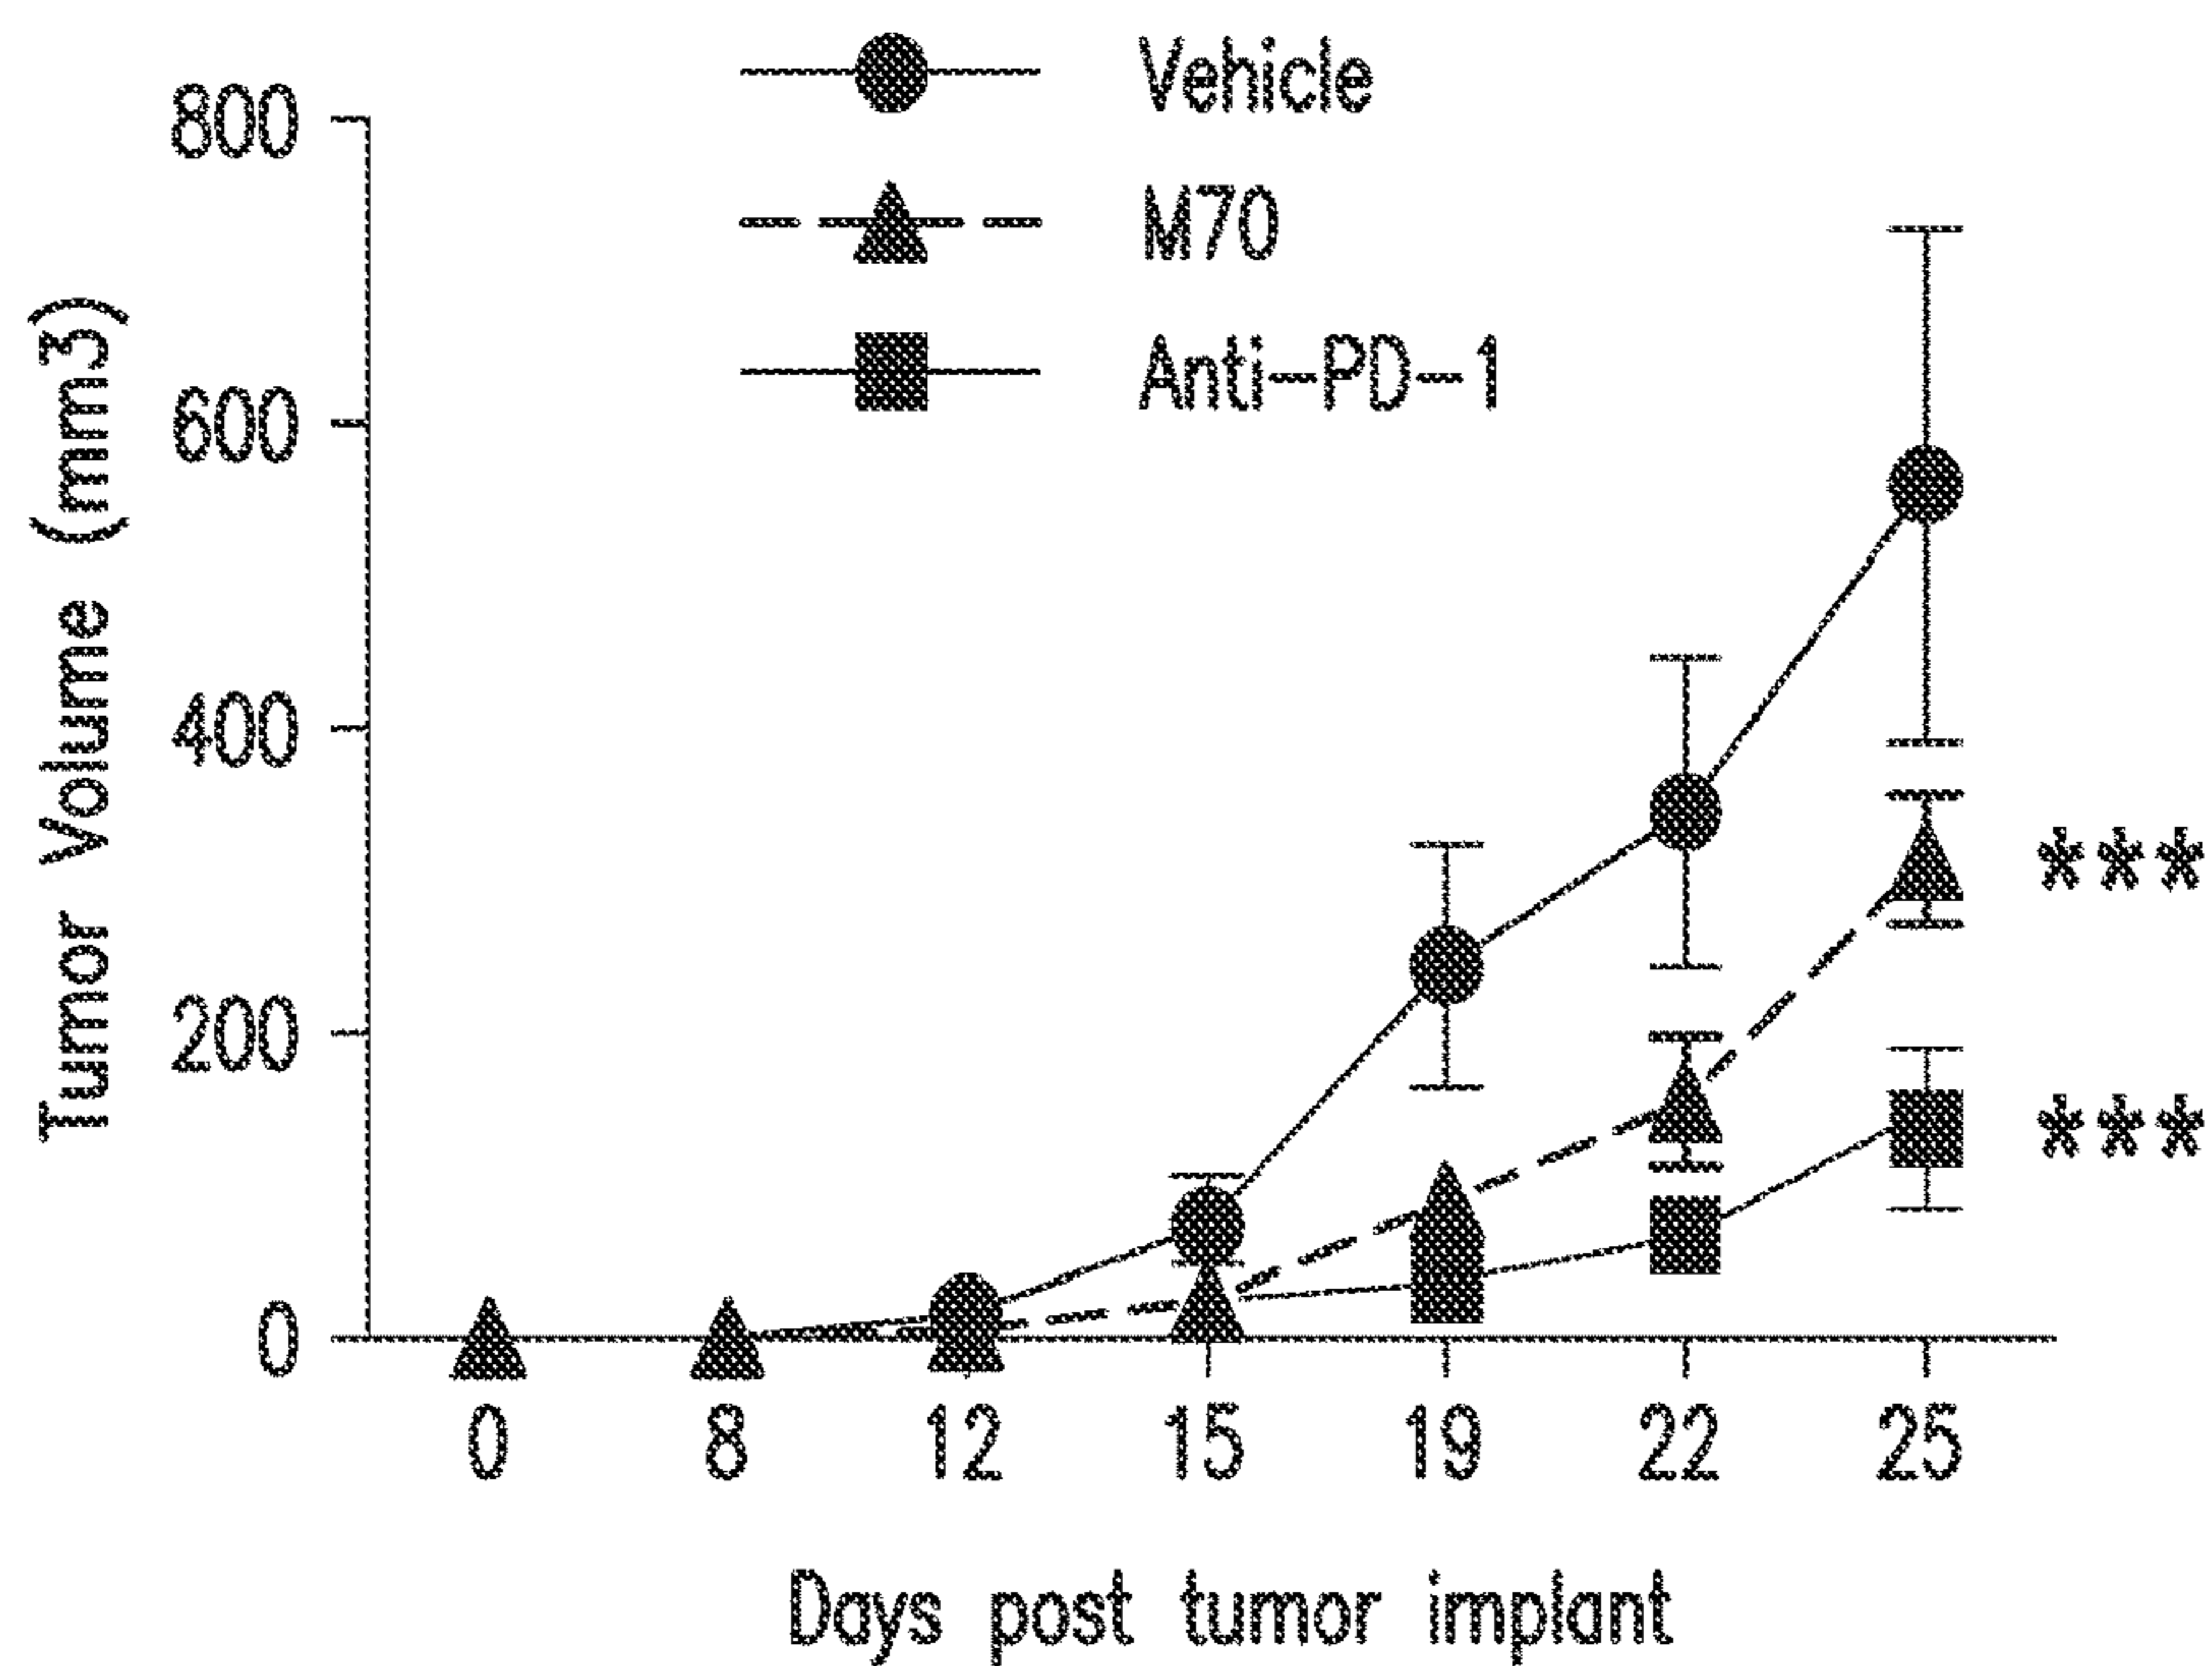 Vehicle
M70
Anti-PD-1
Tumor Volume (mm3)
800
600
400
200
0
***
***
0 8 12 15 19 22 25
Days post tumor implant